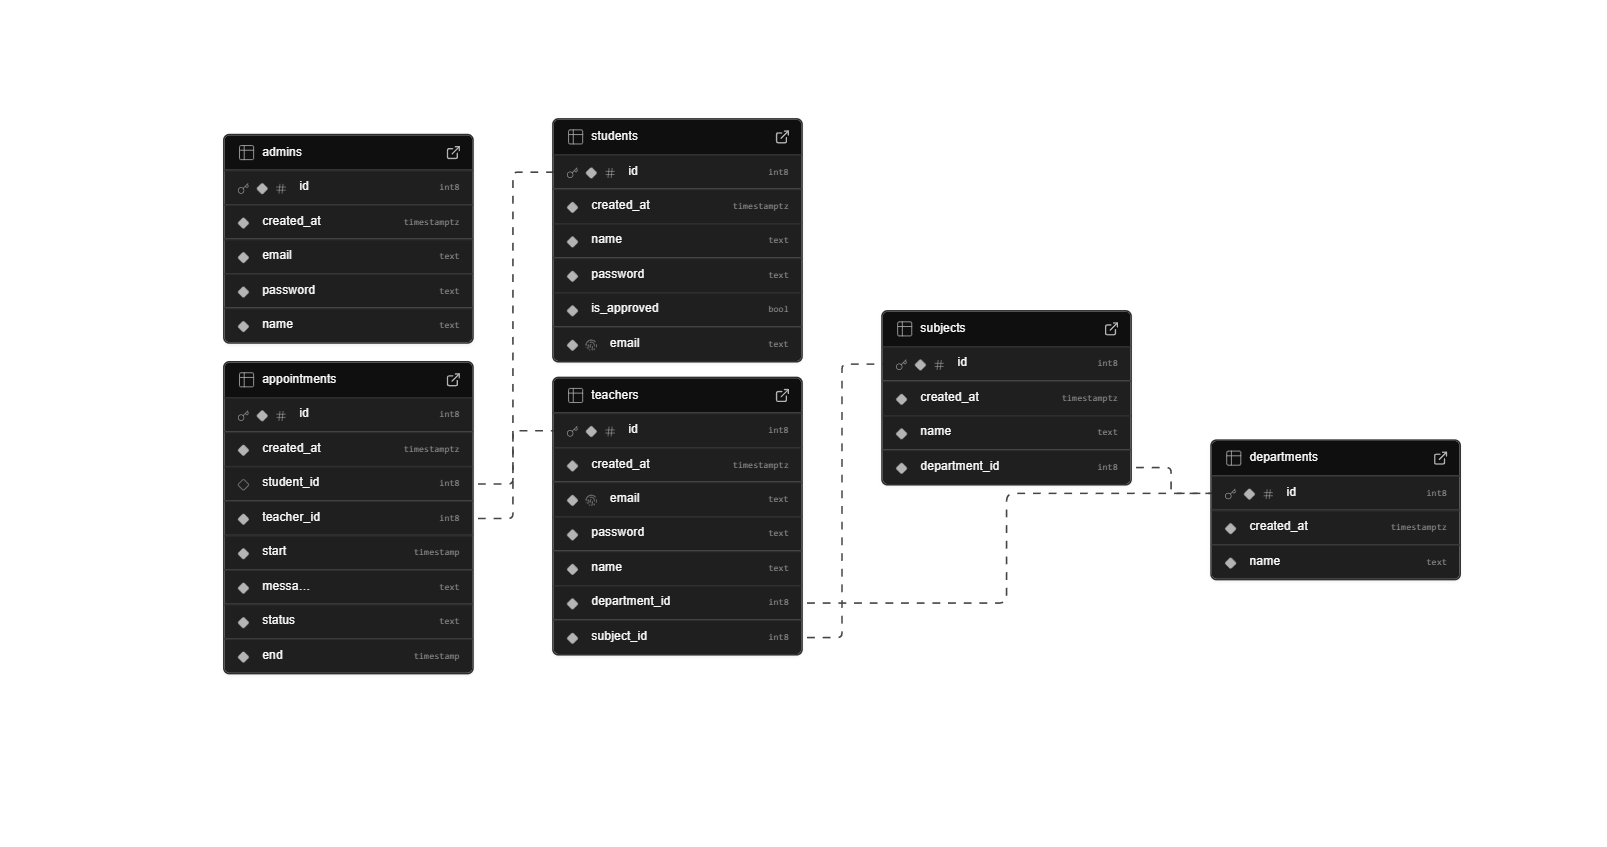 admins
id int8
created_at timestamptz
email text
password text
name text
appointments
id int8
created_at timestamptz
student_id int8
teacher_id int8
start timestamp
messa... text
status text
end timestamp
students
id int8
created_at timestamptz
name text
password text
is_approved bool
email text
teachers
id int8
created_at timestamptz
email text
password text
name text
department_id int8
subject_id int8
subjects
id int8
created_at timestamptz
name text
department_id int8
departments
id int8
created_at timestamptz
name text